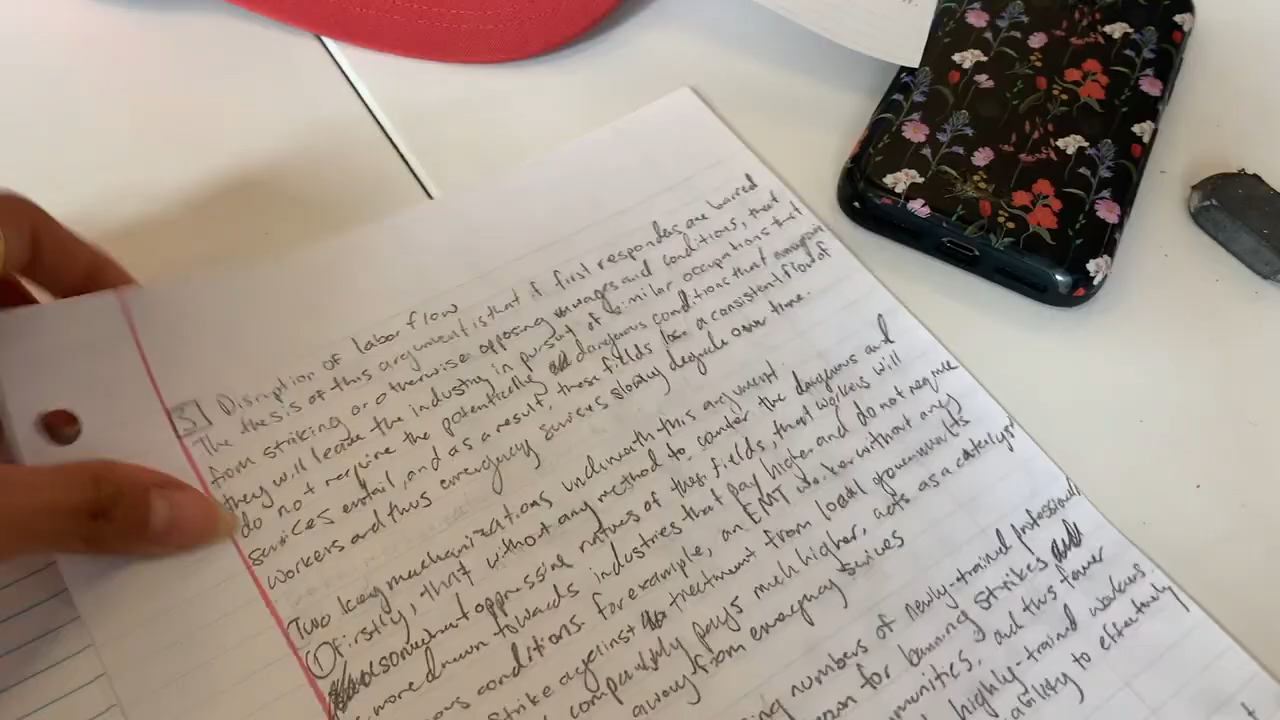 3 Disruption of labor flow
The thesis of this argument is that if first responders are barred
from striking or otherwise opposing wages and conditions, that
they will leave the industry in pursuit of similar occupations that
do not require the potentially dangerous conditions that emergency
services entail, and as a result, these fields lose a consistent flow of
workers and thus emergency services slowly degrade over time.
Two key mechanizations underneath this argument.
1 firstly, that without any method to counter the dangerous and
somewhat oppressive natures of these fields, that workers will
more drawn towards industries that pay higher and do not require
conditions. For example, an EMT worker without any
strike against treatment from local governments
comparably pays much higher, acts as a catalyst
away from emergency services
numbers of newly-trained professionals
for banning strikes
and thus fewer
highly-trained workers
ability to effectively